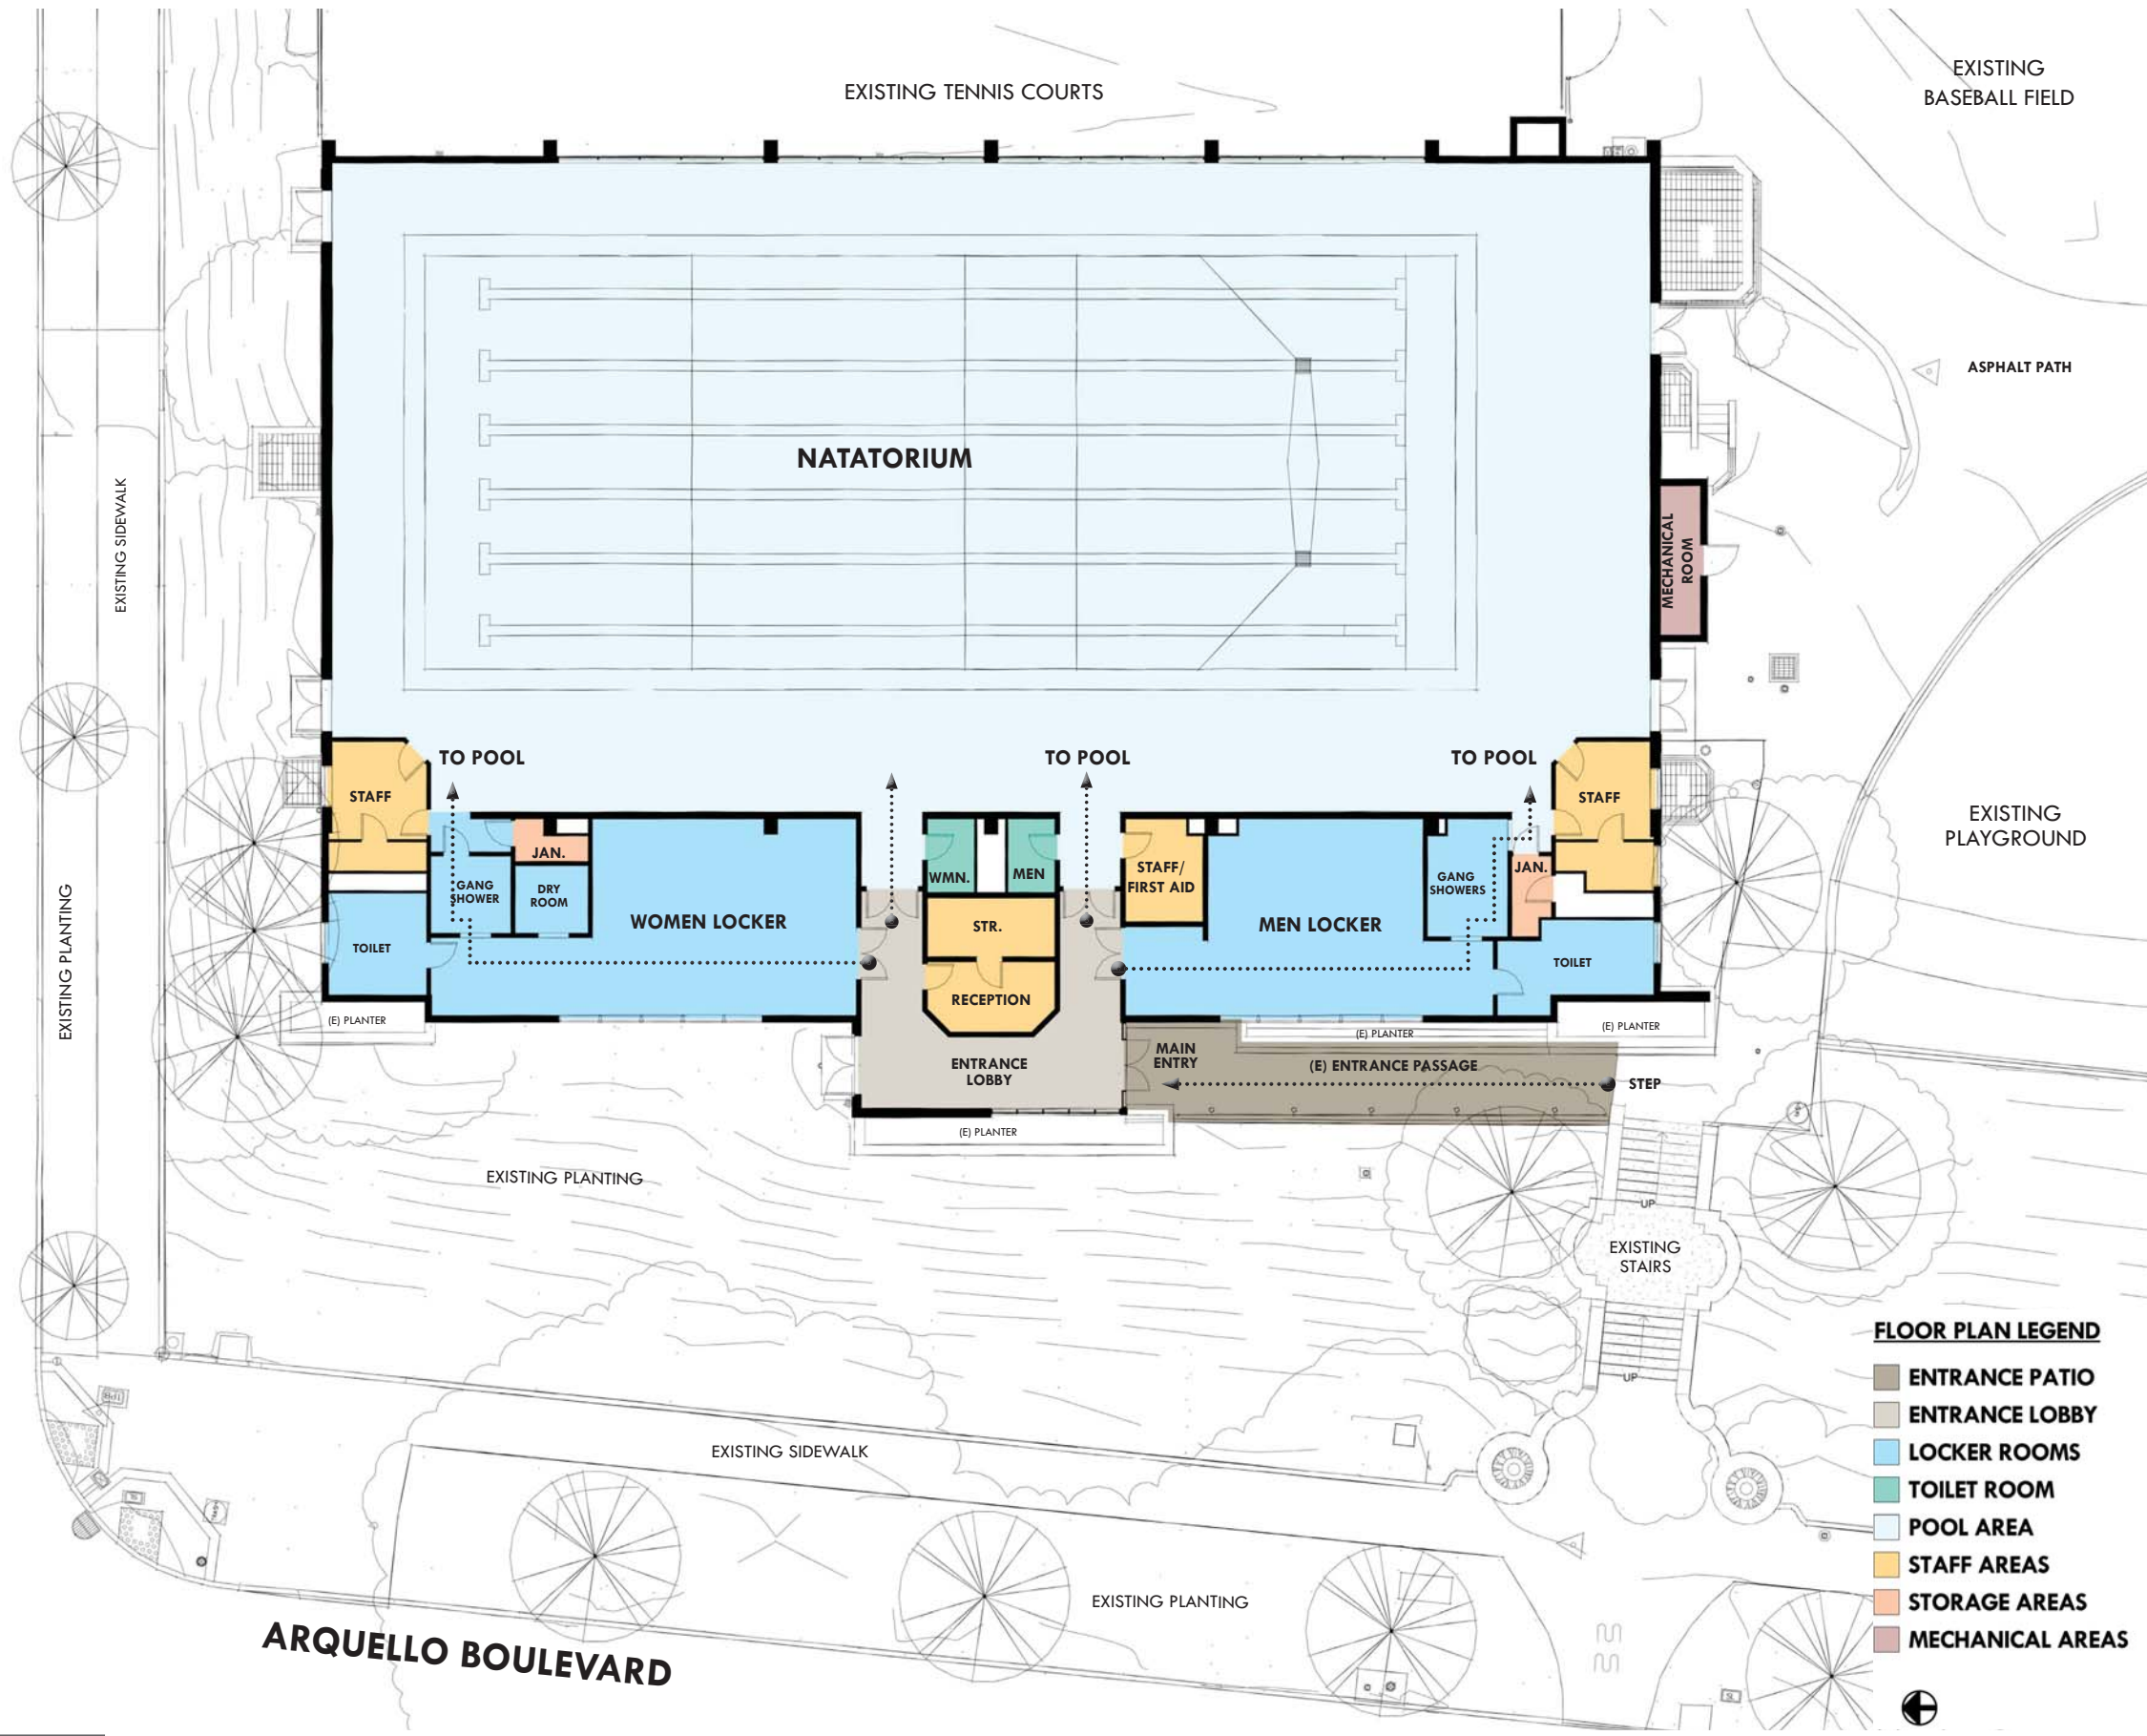 EXISTING TENNIS COURTS
EXISTING
BASEBALL FIELD
ASPHALT PATH
NATATORIUM
EXISTING SIDEWALK
MECHANICAL
ROOM
TO POOL
TO POOL
TO POOL
STAFF
STAFF
EXISTING
PLAYGROUND
JAN.
WMN.
MEN
STAFF/
FIRST AID
JAN.
GANG
SHOWER
DRY
ROOM
GANG
SHOWERS
WOMEN LOCKER
STR.
MEN LOCKER
TOILET
TOILET
RECEPTION
EXISTING PLANTING
(E) PLANTER
(E) PLANTER
(E) PLANTER
MAIN
ENTRY
(E) ENTRANCE PASSAGE
ENTRANCE
LOBBY
STEP
(E) PLANTER
EXISTING PLANTING
UP
EXISTING
STAIRS
UP
FLOOR PLAN LEGEND
ENTRANCE PATIO
ENTRANCE LOBBY
LOCKER ROOMS
TOILET ROOM
POOL AREA
STAFF AREAS
STORAGE AREAS
MECHANICAL AREAS
EXISTING SIDEWALK
EXISTING PLANTING
ARQUELLO BOULEVARD